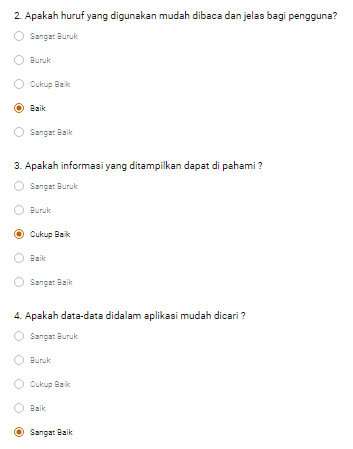 2. Apakah huruf yang digunakan mudah dibaca dan jelas bagi pengguna?
Sangat Buruk
Buruk
Cukup Baik
Baik
Sangat Baik
3. Apakah informasi yang ditampilkan dapat di pahami ?
Sangat Buruk
Buruk
Cukup Baik
Baik
Sangat Baik
4. Apakah data-data didalam aplikasi mudah dicari ?
Sangat Buruk
Buruk
Cukup Baik
Baik
Sangat Baik